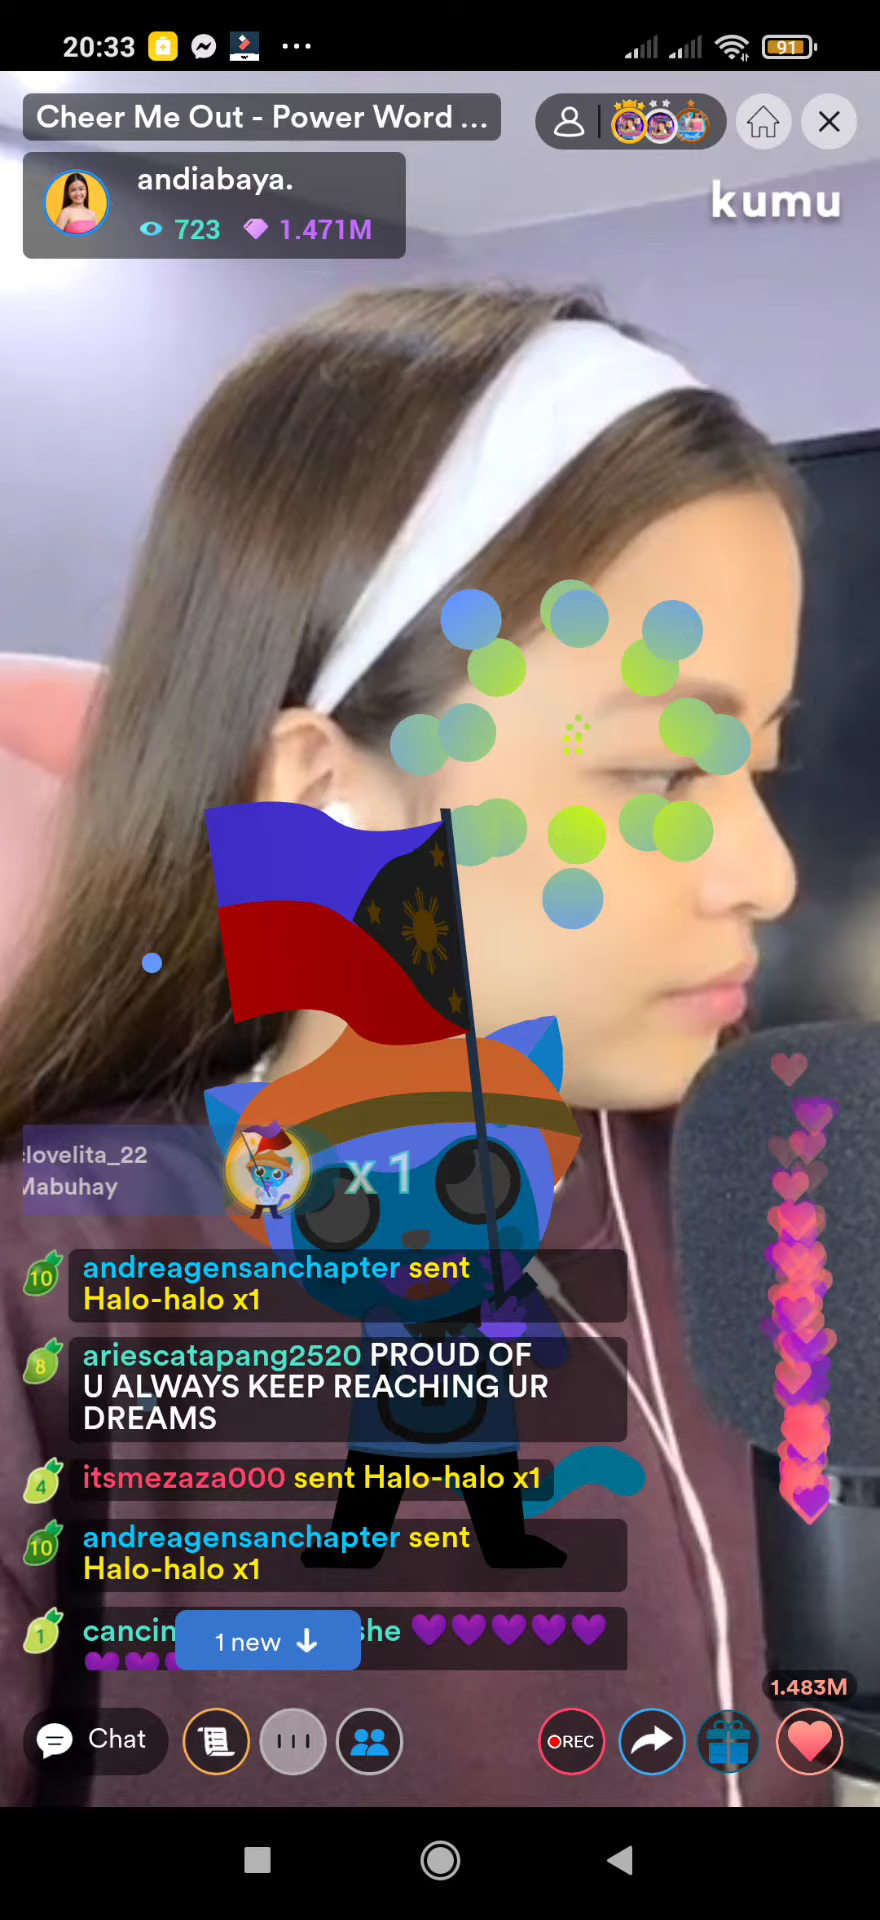 20:33
91
Cheer Me Out - Power Word ...
andiabaya.
723 1.471M
kumu
clovelita_22
Mabuhay
x1
10 andreagensanchapter sent
Halo-halo x1
8 ariescatapang2520 PROUD OF
U ALWAYS KEEP REACHING UR
DREAMS
4 itsmezaza000 sent Halo-halo x1
10 andreagensanchapter sent
Halo-halo x1
1
1 new
1.483M
Chat
REC